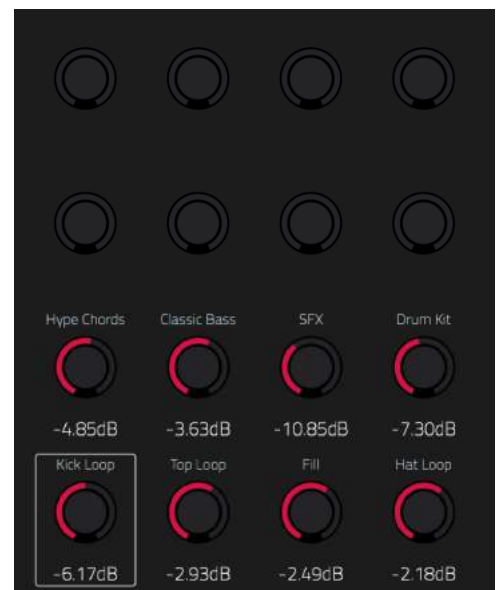 Hype Chords Classic Bass SFX Drum Kit
-4.85dB -3.63dB -10.85dB -7.30dB
Kick Loop Top Loop Fill Hat Loop
-6.17dB -2.93dB -2.49dB -2.18dB